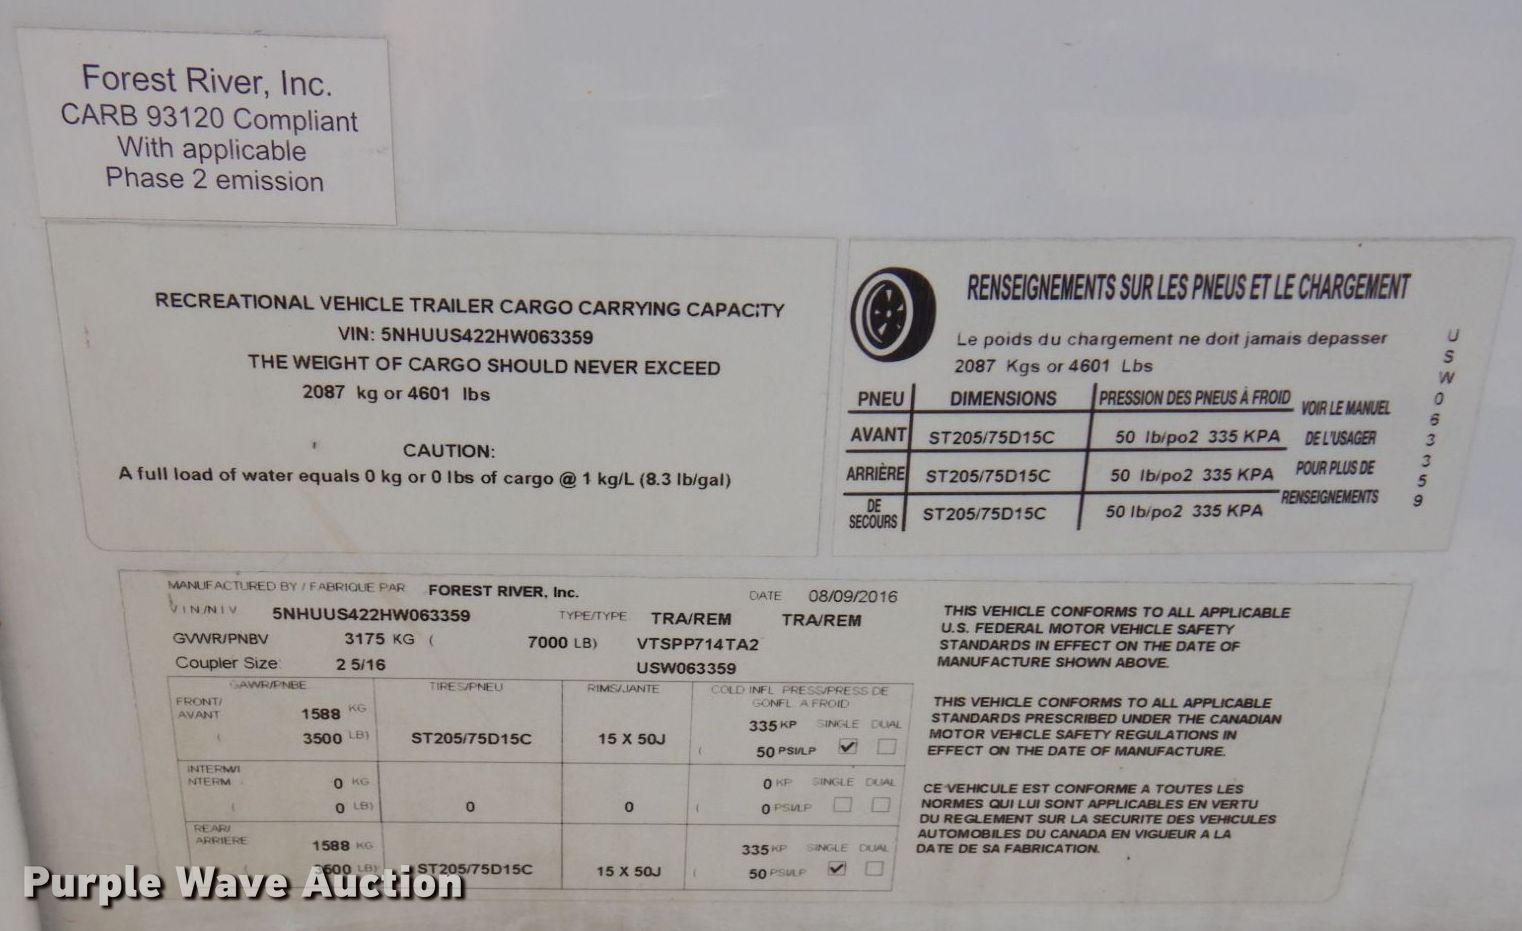 Forest River, Inc.
CARB 93120 Compliant
With applicable
Phase 2 emission
RECREATIONAL VEHICLE TRAILER CARGO CARRYING CAPACITY
VIN: 5NHUUS422HW063359
THE WEIGHT OF CARGO SHOULD NEVER EXCEED
2087 kg or 4601 lbs
CAUTION:
A full load of water equals 0 kg or 0 lbs of cargo @ 1 kg/L (8.3 lb/gal)
RENSEIGNEMENTS SUR LES PNEUS ET LE CHARGEMENT
Le poids du chargement ne doit jamais depasser
2087 Kgs or 4601 Lbs
PNEU DIMENSIONS PRESSION DES PNEUS À FROID
AVANT ST205/75D15C 50 lb/po2 335 KPA
ARRIÈRE ST205/75D15C 50 lb/po2 335 KPA
DE
SECOURS ST205/75D15C 50 lb/po2 335 KPA
VOIR LE MANUEL
DE L'USAGER
POUR PLUS DE
RENSEIGNEMENTS
USW063359
MANUFACTURED BY / FABRIQUE PAR FOREST RIVER, Inc. DATE 08/09/2016
VIN/NIV 5NHUUS422HW063359 TYPE/TYPE TRA/REM TRA/REM
GVWR/PNBV 3175 KG ( 7000 LB) VTSPP714TA2
Coupler Size: 2 5/16 USW063359
GAWR/PNBE TIRES/PNEU RIMS/JANTE COLD INFL PRESS/PRESS DE
GONFL A FROID
FRONT/
AVANT 1588 KG 335 KP SINGLE DUAL
( 3500 LB) ST205/75D15C 15 X 50J ( 50 PSI/LP
INTERM/I
NTERM 0 KG 0 KP SINGLE DUAL
( 0 LB) 0 0 ( 0 PSI/LP
REAR/
ARRIERE 1588 KG 335 KP SINGLE DUAL
( 3500 LB) ST205/75D15C 15 X 50J ( 50 PSI/LP
THIS VEHICLE CONFORMS TO ALL APPLICABLE
U.S. FEDERAL MOTOR VEHICLE SAFETY
STANDARDS IN EFFECT ON THE DATE OF
MANUFACTURE SHOWN ABOVE.
THIS VEHICLE CONFORMS TO ALL APPLICABLE
STANDARDS PRESCRIBED UNDER THE CANADIAN
MOTOR VEHICLE SAFETY REGULATIONS IN
EFFECT ON THE DATE OF MANUFACTURE.
CE VEHICULE EST CONFORME A TOUTES LES
NORMES QUI LUI SONT APPLICABLES EN VERTU
DU REGLEMENT SUR LA SECURITE DES VEHICULES
AUTOMOBILES DU CANADA EN VIGUEUR A LA
DATE DE SA FABRICATION.
Purple Wave Auction